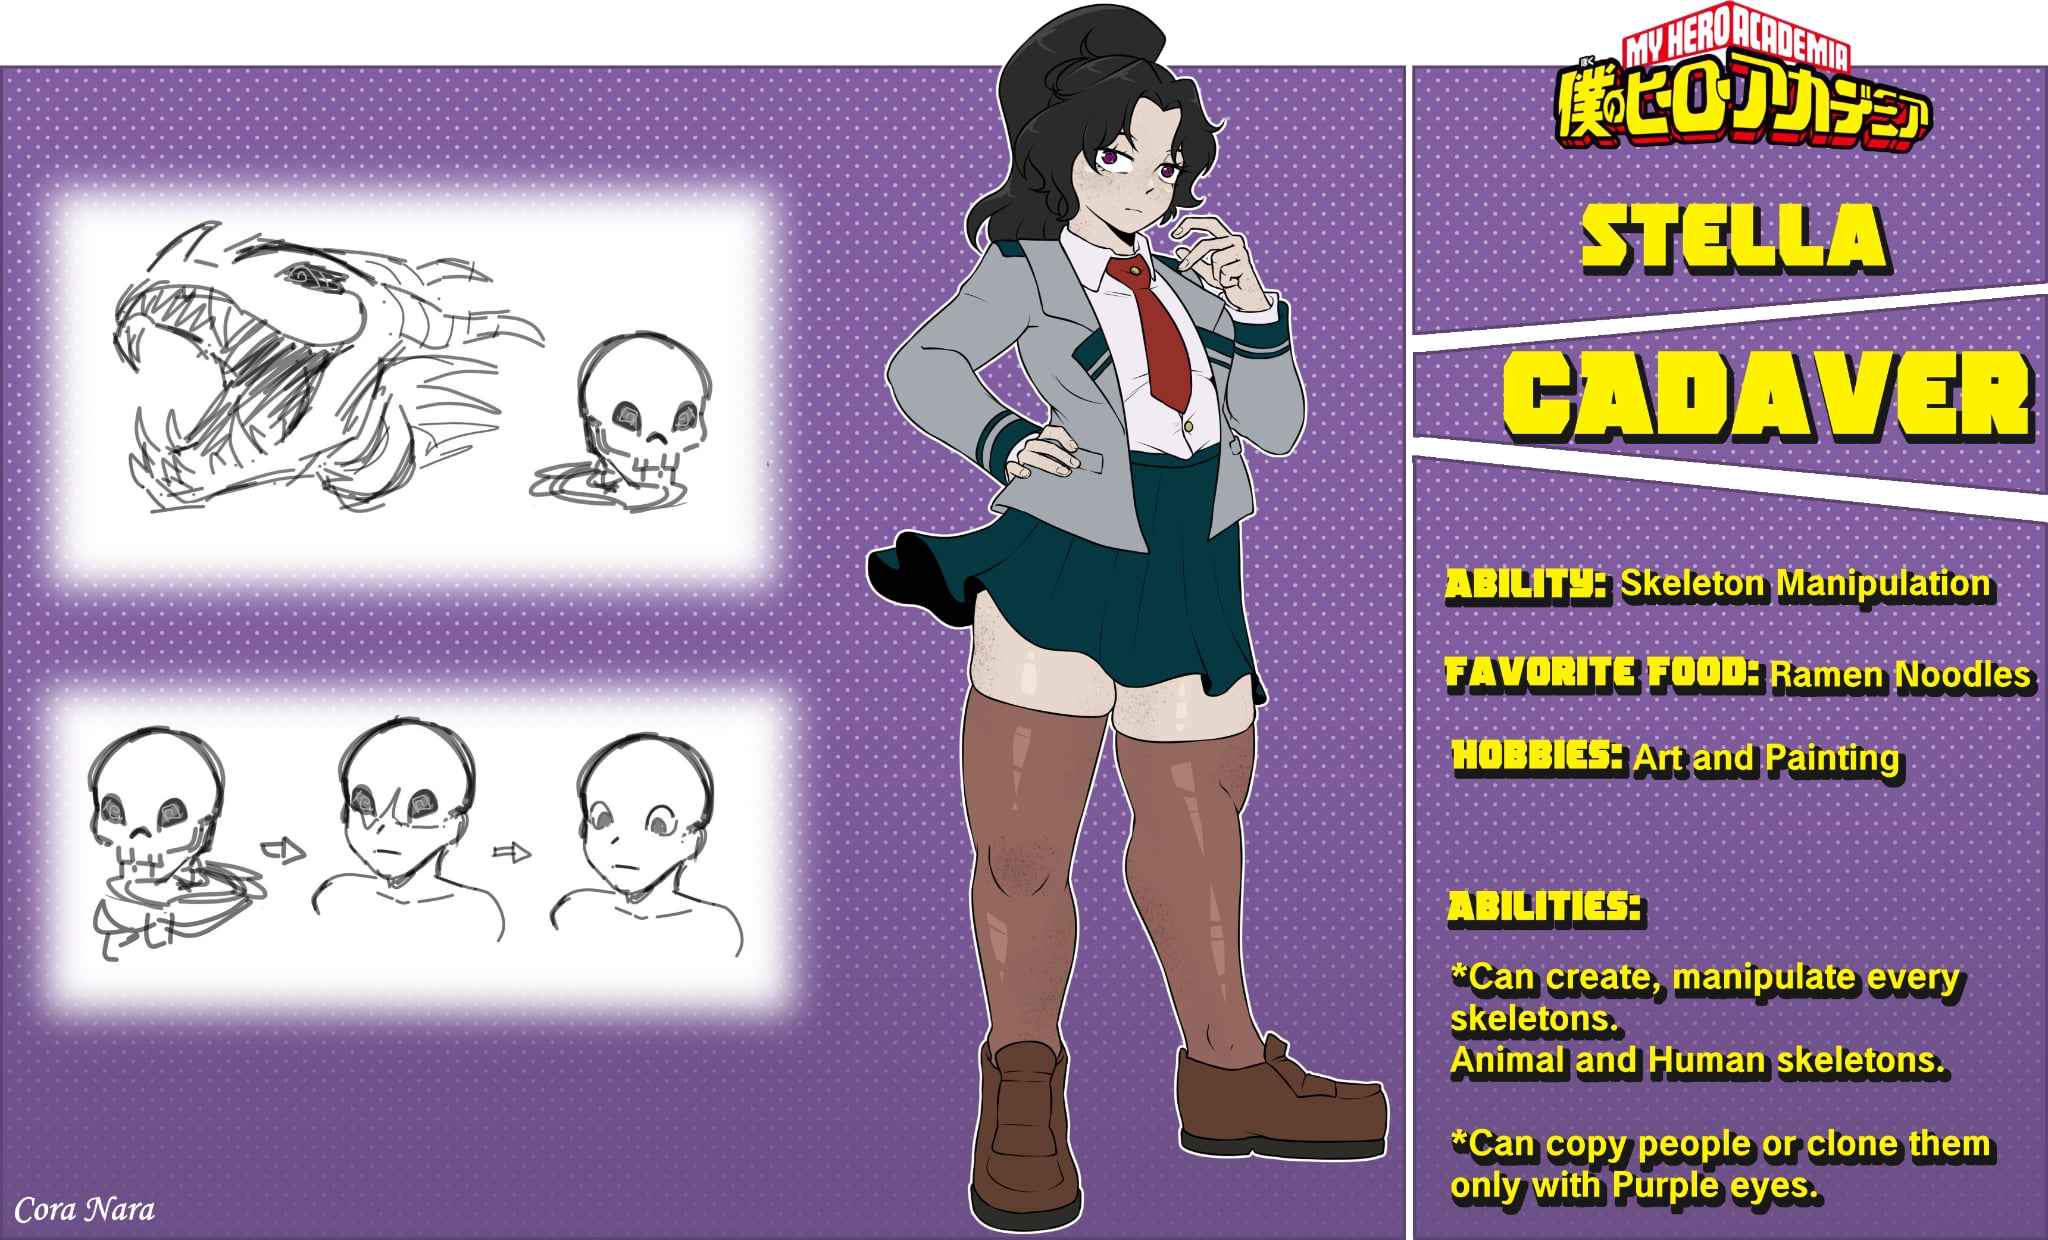 MY HERO ACADEMIA
ぼく
僕のヒーローアカデミア
STELLA
CADAVER
ABILITY: Skeleton Manipulation
FAVORITE FOOD: Ramen Noodles
HOBBIES: Art and Painting
ABILITIES:
*Can create, manipulate every
skeletons.
Animal and Human skeletons.
*Can copy people or clone them
only with Purple eyes.
Cora Nara